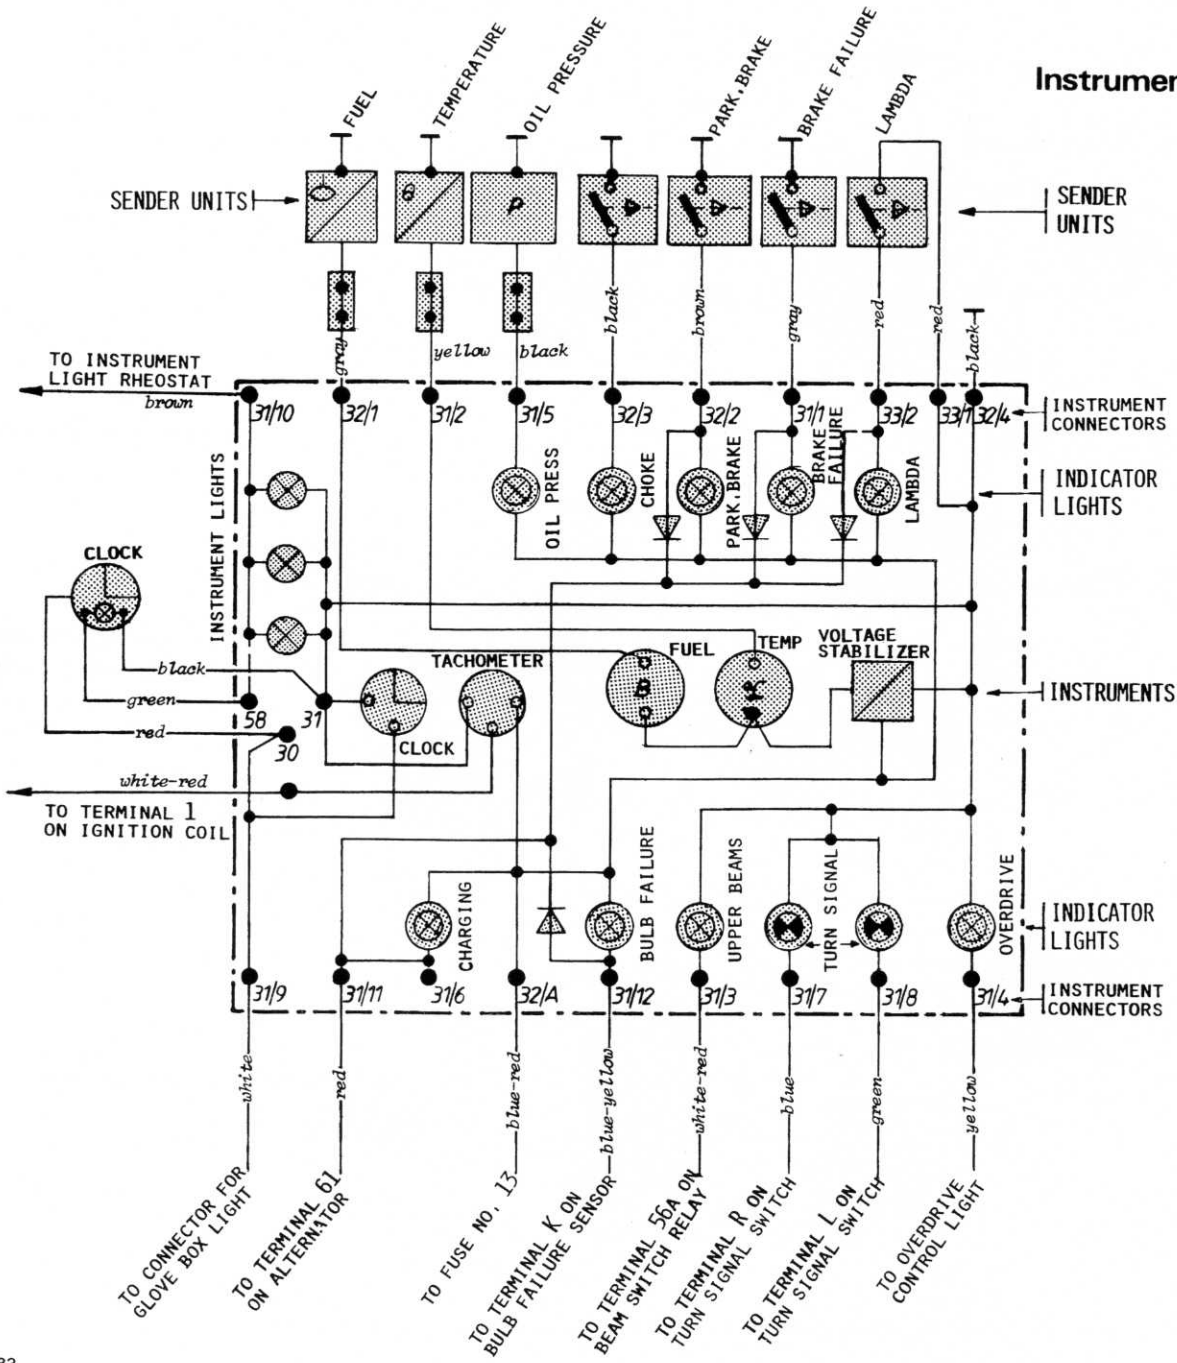 Instrumen
FUEL
TEMPERATURE
OIL PRESSURE
PARK. BRAKE
BRAKE FAILURE
LAMBDA
SENDER UNITS
θ
P
SENDER
UNITS
gray
yellow
black
black
brown
gray
red
red
black
TO INSTRUMENT
LIGHT RHEOSTAT
brown
31/10
32/1
31/2
31/5
32/3
32/2
31/1
33/2
33/1
32/4
INSTRUMENT
CONNECTORS
INSTRUMENT LIGHTS
OIL PRESS
CHOKE
PARK. BRAKE
BRAKE
FAILURE
LAMBDA
INDICATOR
LIGHTS
CLOCK
black
green
red
58
31
30
CLOCK
TACHOMETER
FUEL
TEMP
VOLTAGE
STABILIZER
INSTRUMENTS
white-red
TO TERMINAL 1
ON IGNITION COIL
CHARGING
BULB FAILURE
UPPER BEAMS
TURN SIGNAL
OVERDRIVE
INDICATOR
LIGHTS
31/9
31/11
31/6
32/A
31/12
31/3
31/7
31/8
31/4
INSTRUMENT
CONNECTORS
white
red
blue-red
blue-yellow
white-red
blue
green
yellow
TO CONNECTOR FOR
GLOVE BOX LIGHT
TO TERMINAL 61
ON ALTERNATOR
TO FUSE NO. 13
TO TERMINAL K ON
BULB FAILURE SENSOR
TO TERMINAL 56A ON
BEAM SWITCH RELAY
TO TERMINAL R ON
TURN SIGNAL SWITCH
TO TERMINAL L ON
TURN SIGNAL SWITCH
TO OVERDRIVE
CONTROL LIGHT